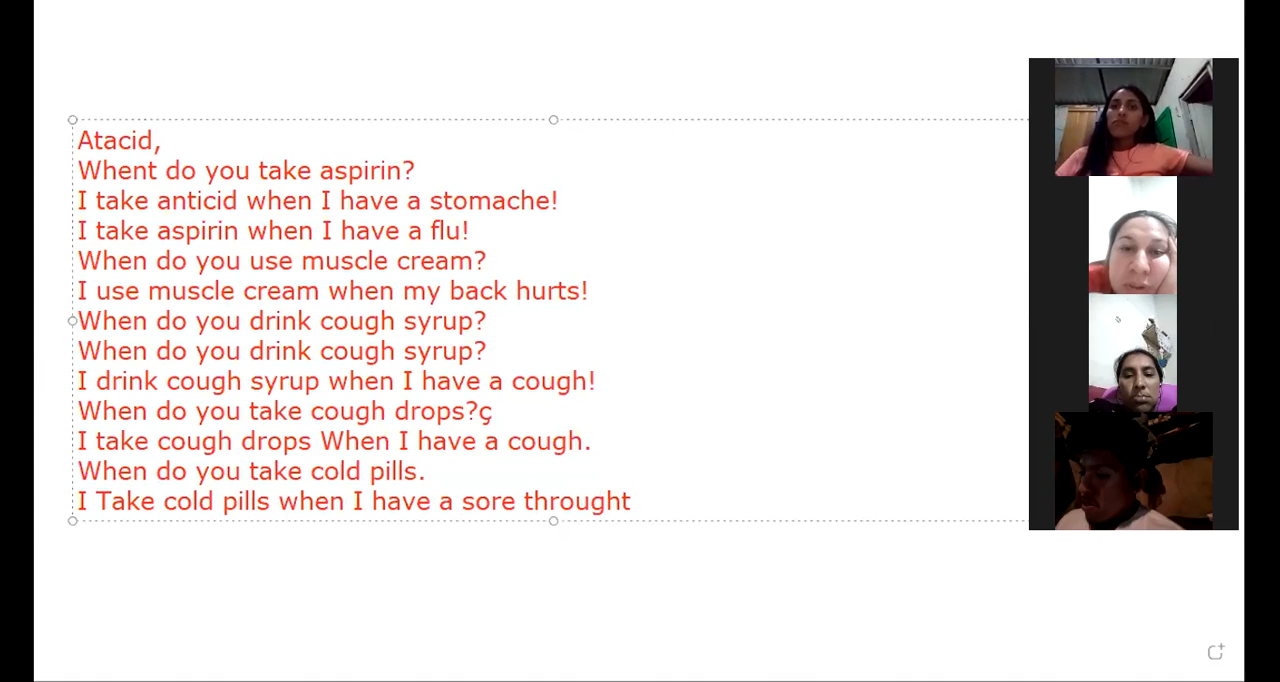 Atacid,
Whent do you take aspirin?
I take anticid when I have a stomache!
I take aspirin when I have a flu!
When do you use muscle cream?
I use muscle cream when my back hurts!
When do you drink cough syrup?
When do you drink cough syrup?
I drink cough syrup when I have a cough!
When do you take cough drops?ç
I take cough drops When I have a cough.
When do you take cold pills.
I Take cold pills when I have a sore throught